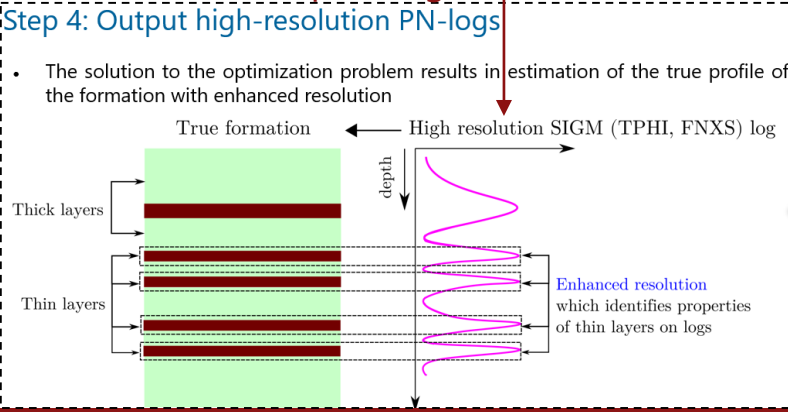 Step 4: Output high-resolution PN-logs
• The solution to the optimization problem results in estimation of the true profile of
the formation with enhanced resolution
True formation
High resolution SIGM (TPHI, FNXS) log
depth
Thick layers
Thin layers
Enhanced resolution
which identifies properties
of thin layers on logs